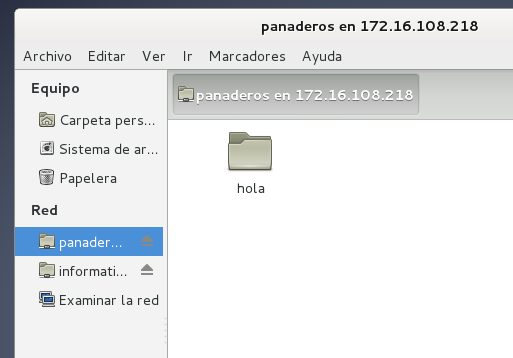 panaderos en 172.16.108.218
Archivo Editar Ver Ir Marcadores Ayuda
Equipo
Carpeta pers...
Sistema de ar...
Papelera
Red
panader...
informati...
Examinar la red
panaderos en 172.16.108.218
hola